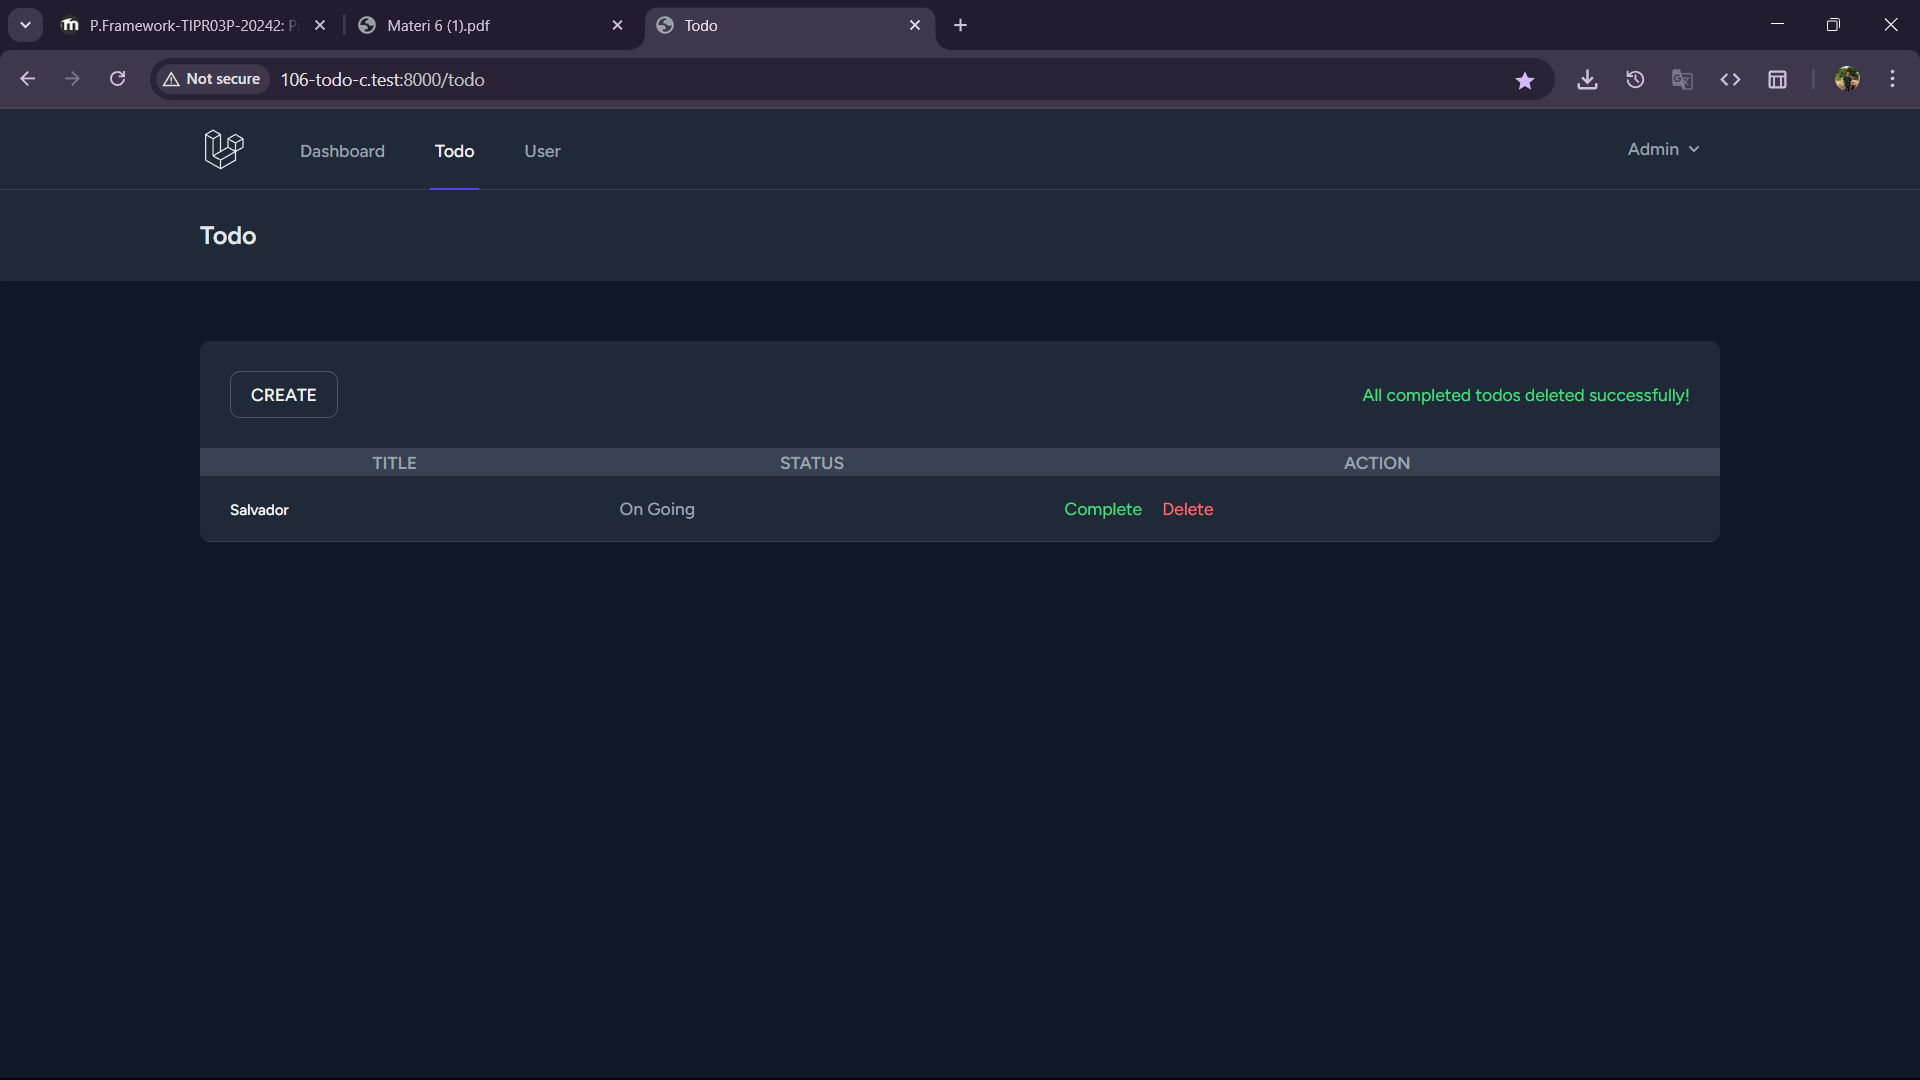 P.Framework-TIPR03P-20242: P
Materi 6 (1).pdf
Todo
Not secure
106-todo-c.test:8000/todo
Dashboard
Todo
User
Admin
Todo
CREATE
All completed todos deleted successfully!
TITLE STATUS ACTION
Salvador On Going Complete Delete